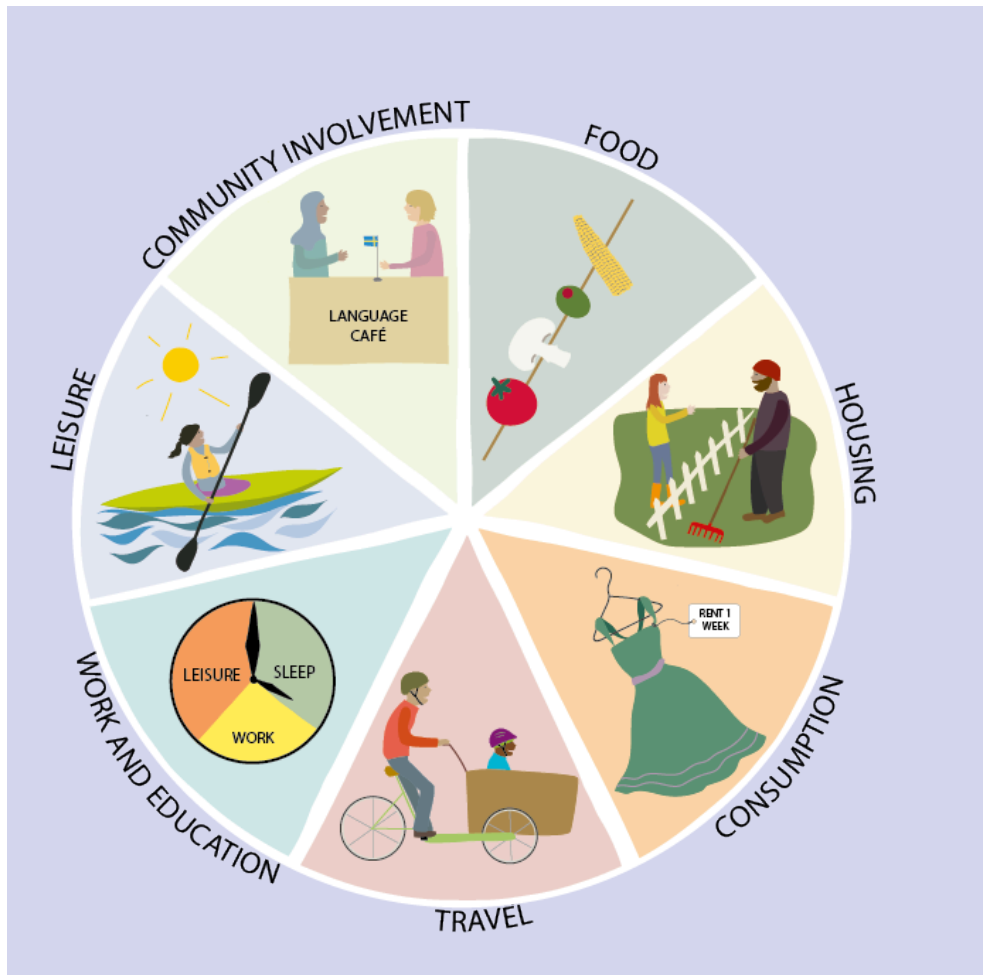 COMMUNITY INVOLVEMENT
FOOD
LANGUAGE
CAFÉ
LEISURE
HOUSING
RENT 1
WEEK
LEISURE
SLEEP
WORK
WORK AND EDUCATION
CONSUMPTION
TRAVEL